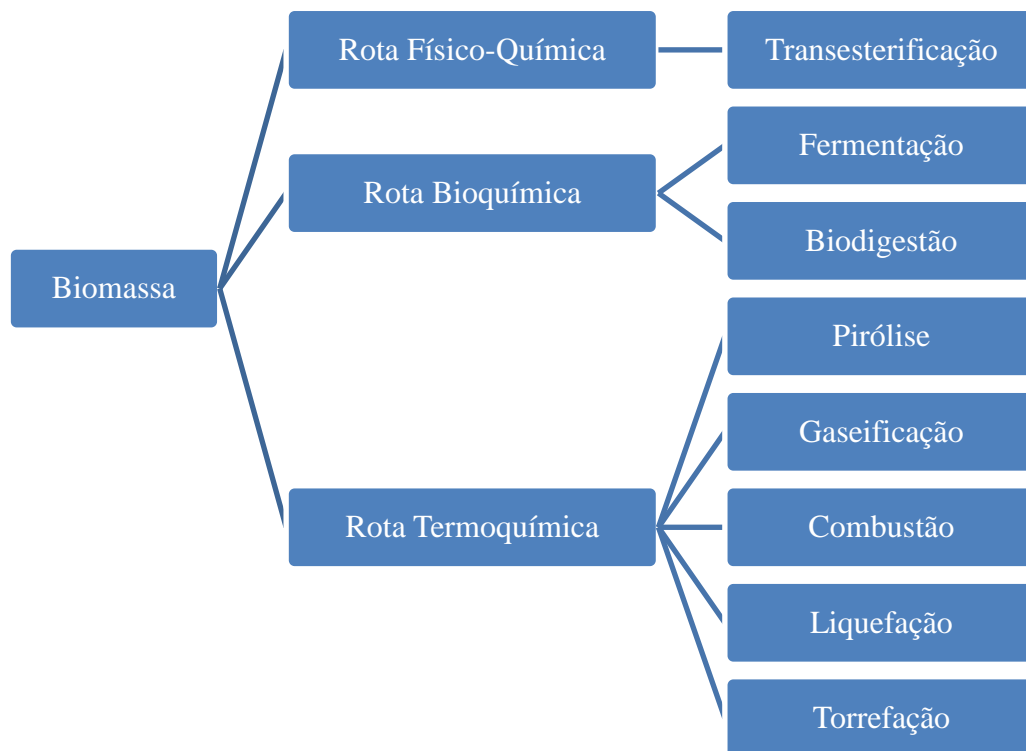 Biomassa
Rota Físico-Química
Transesterificação
Rota Bioquímica
Fermentação
Biodigestão
Rota Termoquímica
Pirólise
Gaseificação
Combustão
Liquefação
Torrefação